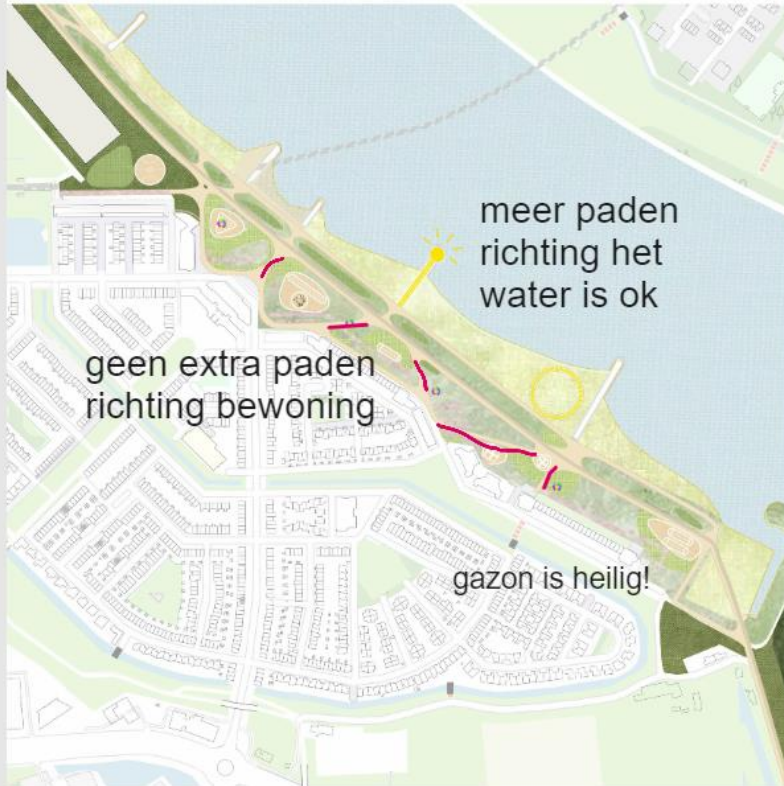 meer paden
richting het
water is ok
geen extra paden
richting bewoning
gazon is heilig!